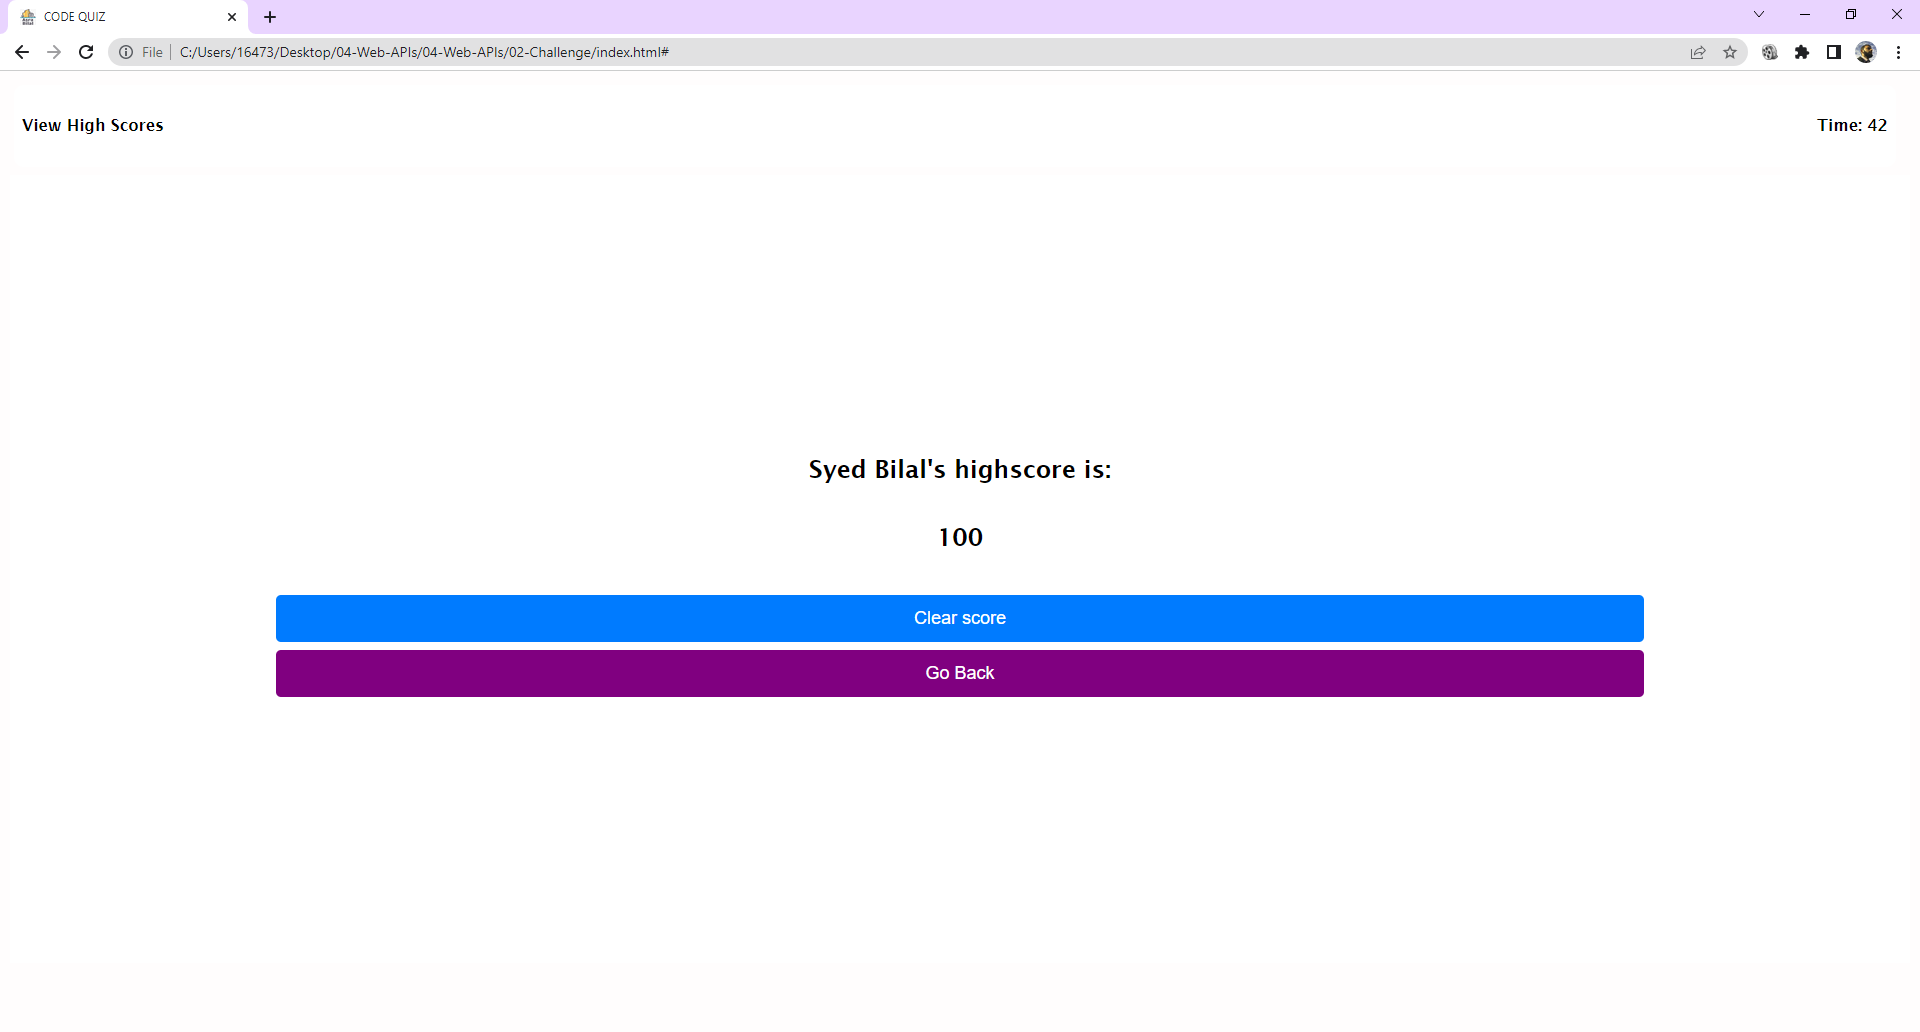 CODE QUIZ
File | C:/Users/16473/Desktop/04-Web-APIs/04-Web-APIs/02-Challenge/index.html#
View High Scores
Time: 42
Syed Bilal's highscore is:
100
Clear score
Go Back